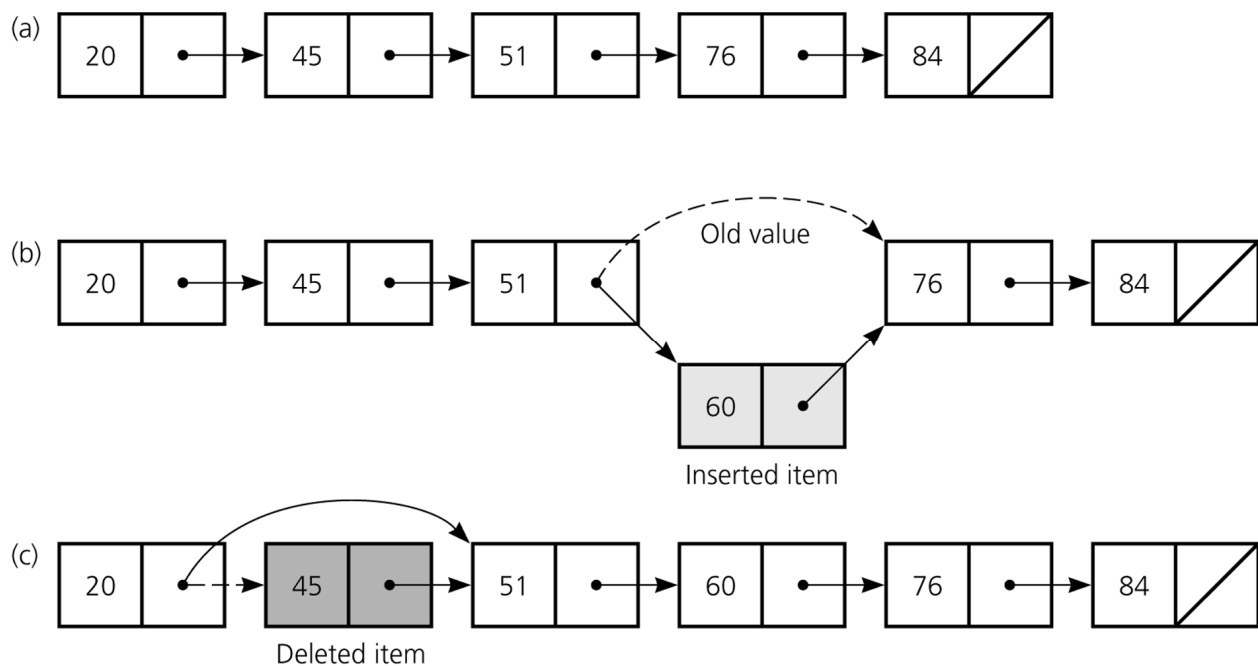 (a) 20 45 51 76 84
(b) 20 45 51 Old value 76 84
60
Inserted item
(c) 20 45 51 60 76 84
Deleted item